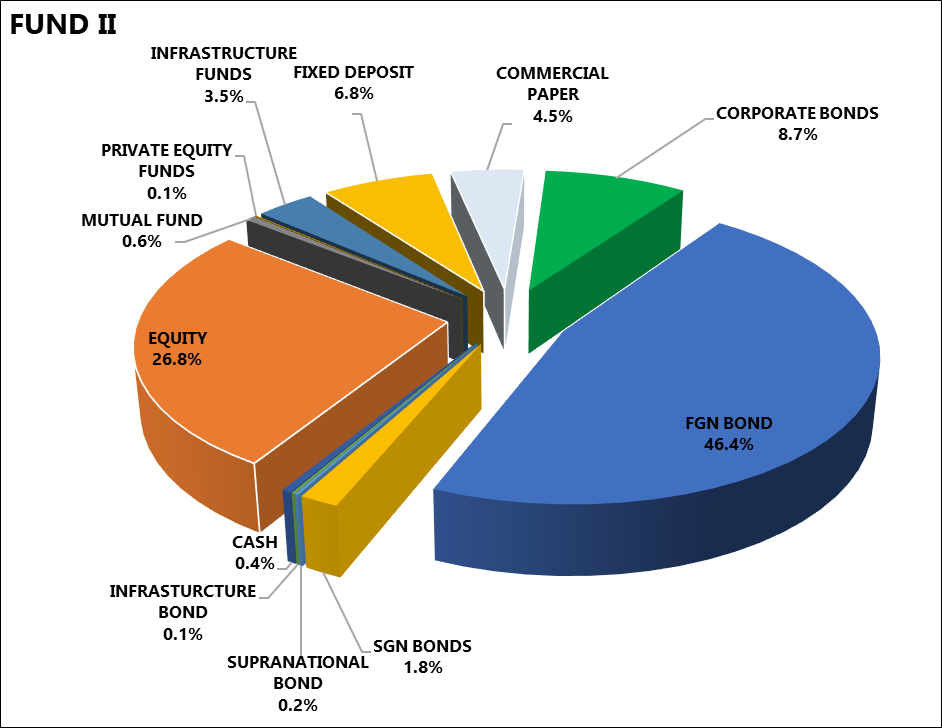 FUND II
INFRASTRUCTURE
FUNDS
3.5%
FIXED DEPOSIT
6.8%
COMMERCIAL
PAPER
4.5%
CORPORATE BONDS
8.7%
PRIVATE EQUITY
FUNDS
0.1%
MUTUAL FUND
0.6%
EQUITY
26.8%
FGN BOND
46.4%
CASH
0.4%
INFRASTURCTURE
BOND
0.1%
SUPRANATIONAL
BOND
0.2%
SGN BONDS
1.8%